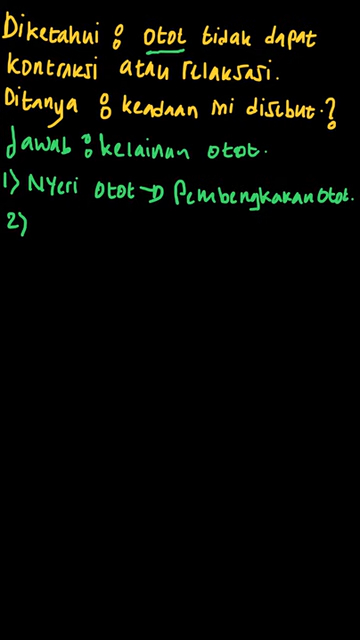 Diketahui : otot tidak dapat
kontraksi atau relaksasi.
Ditanya : keadaan ini disebut.?
Jawab : kelainan otot.
1) Nyeri otot → Pembengkakan Otot.
2)